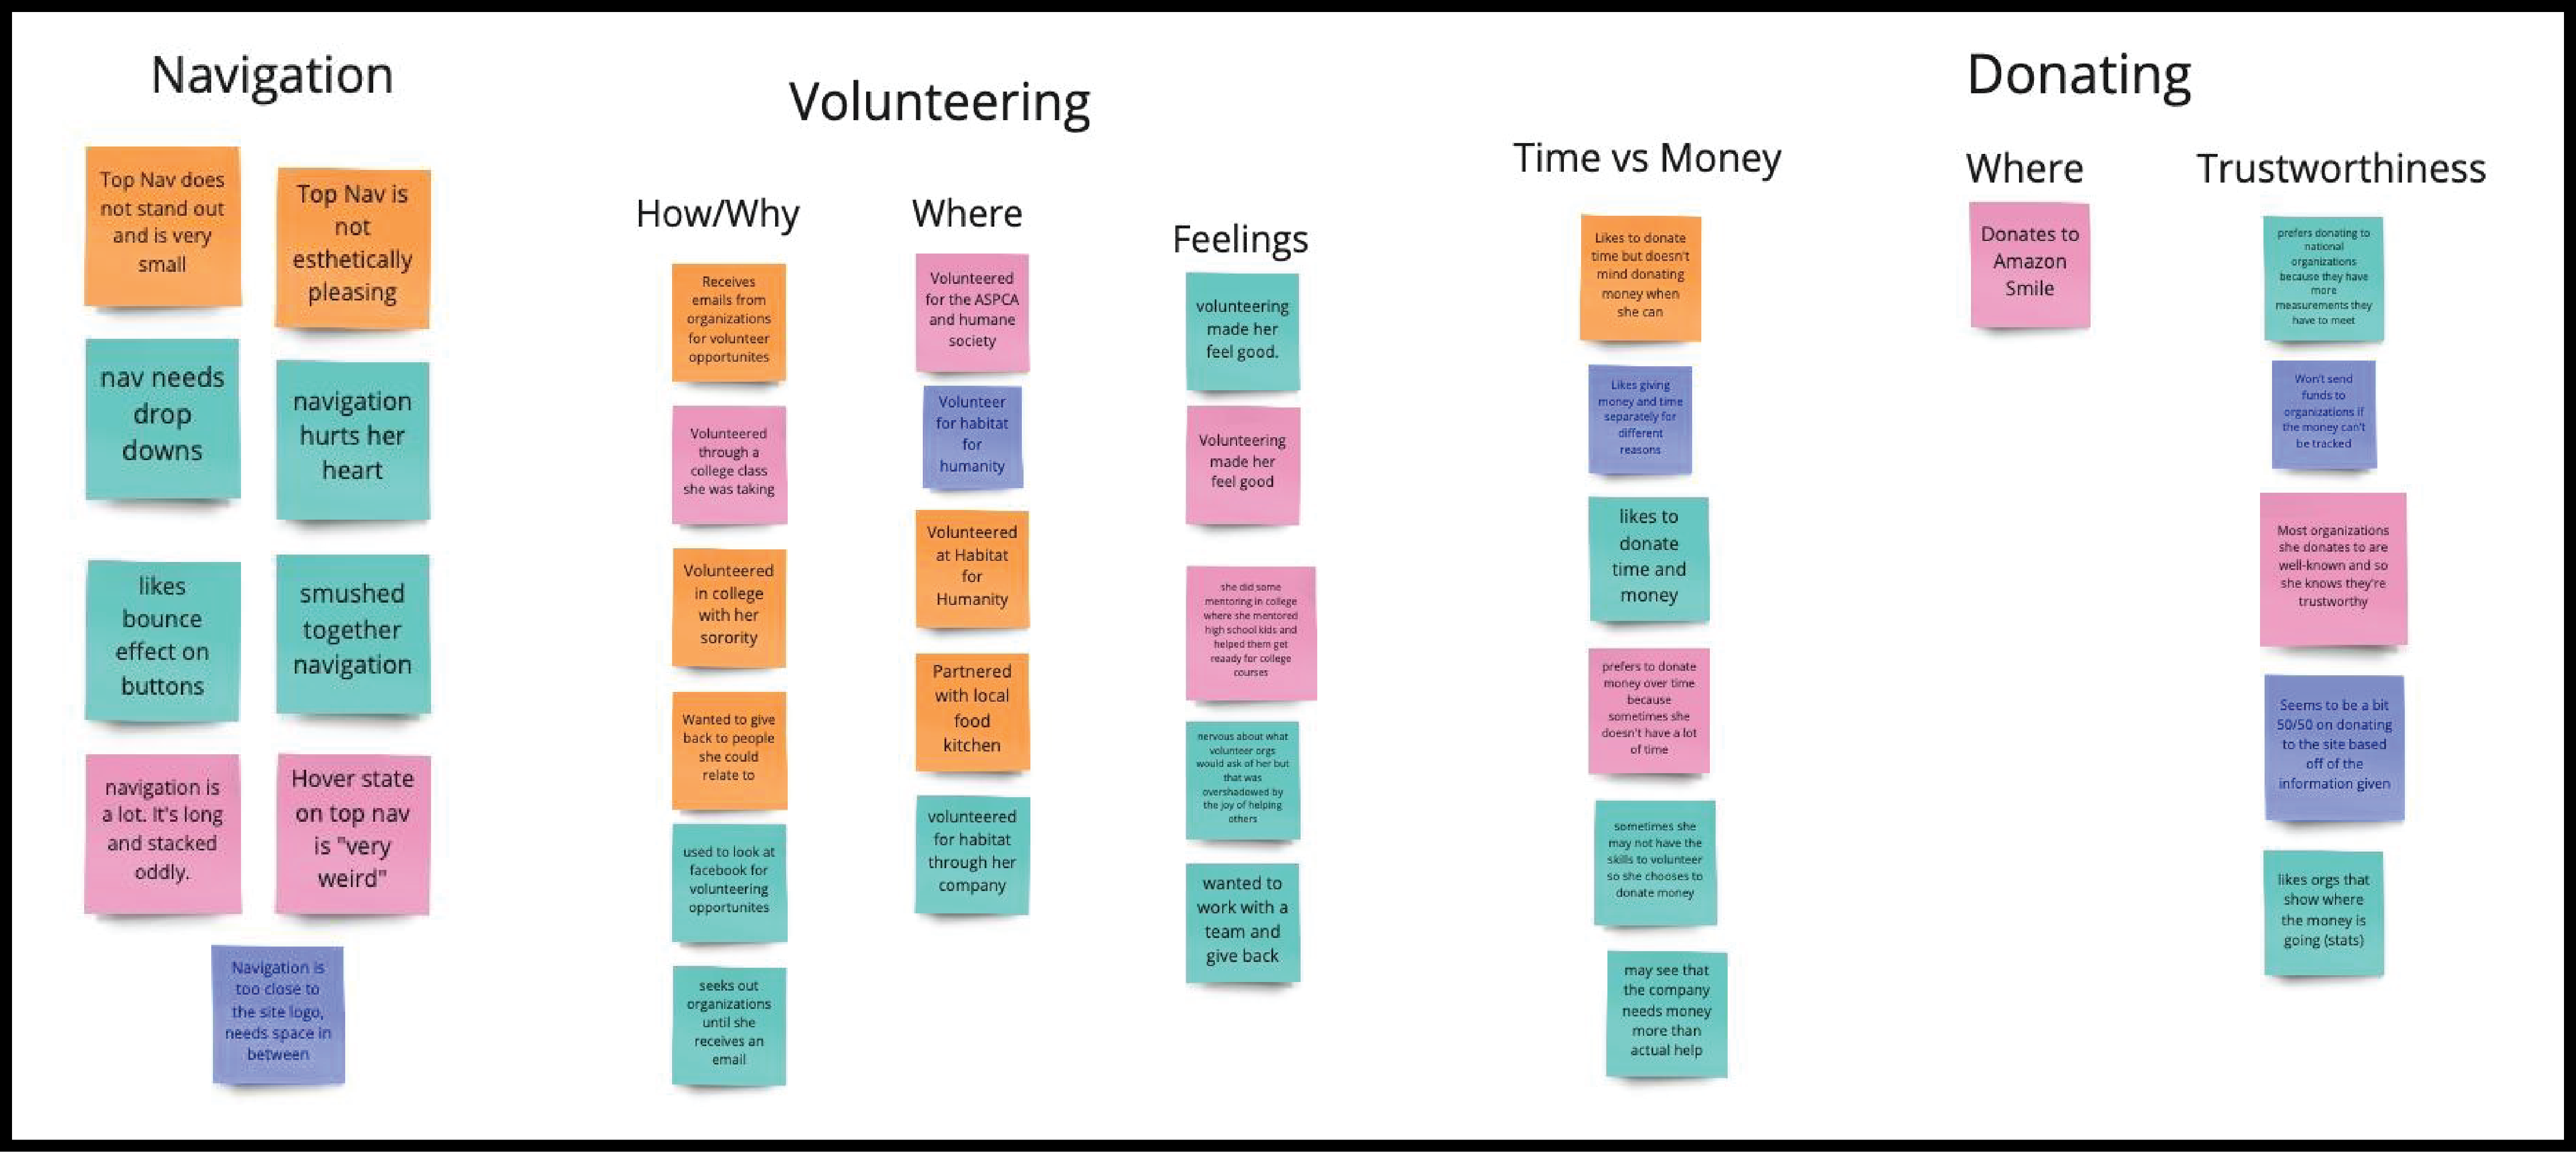 Navigation
Top Nav does
not stand out
and is very
small
Top Nav is
not
esthetically
pleasing
nav needs
drop
downs
navigation
hurts her
heart
likes
bounce
effect on
buttons
smushed
together
navigation
navigation is
a lot. It's long
and stacked
oddly.
Hover state
on top nav
is "very
weird"
Navigation is
too close to
the site logo,
needs space in
between
Volunteering
How/Why
Receives
emails from
organizations
for volunteer
opportunites
Volunteered
through a
college class
she was taking
Volunteered
in college
with her
sorority
Wanted to give
back to people
she could
relate to
used to look at
facebook for
volunteering
opportunites
seeks out
organizations
until she
receives an
email
Where
Volunteered
for the ASPCA
and humane
society
Volunteer
for habitat
for
humanity
Volunteered
at Habitat
for
Humanity
Partnered
with local
food
kitchen
volunteered
for habitat
through her
company
Feelings
volunteering
made her
feel good.
Volunteering
made her
feel good
she did some
mentoring in college
where she mentored
high school kids and
helped them get
reaady for college
courses
nervous about what
volunteer orgs
would ask of her but
that was
overshadowed by
the joy of helping
others
wanted to
work with a
team and
give back
Donating
Time vs Money
Likes to donate
time but doesn't
mind donating
money when
she can
Likes giving
money and time
separately for
different
reasons
likes to
donate
time and
money
prefers to donate
money over time
because
sometimes she
doesn't have a lot
of time
sometimes she
may not have the
skills to volunteer
so she chooses to
donate money
may see that
the company
needs money
more than
actual help
Where
Donates to
Amazon
Smile
Trustworthiness
prefers donating to
national
organizations
because they have
more
measurements they
have to meet
Won't send
funds to
organizations if
the money can't
be tracked
Most organizations
she donates to are
well-known and so
she knows they're
trustworthy
Seems to be a bit
50/50 on donating
to the site based
off of the
information given
likes orgs that
show where
the money is
going (stats)